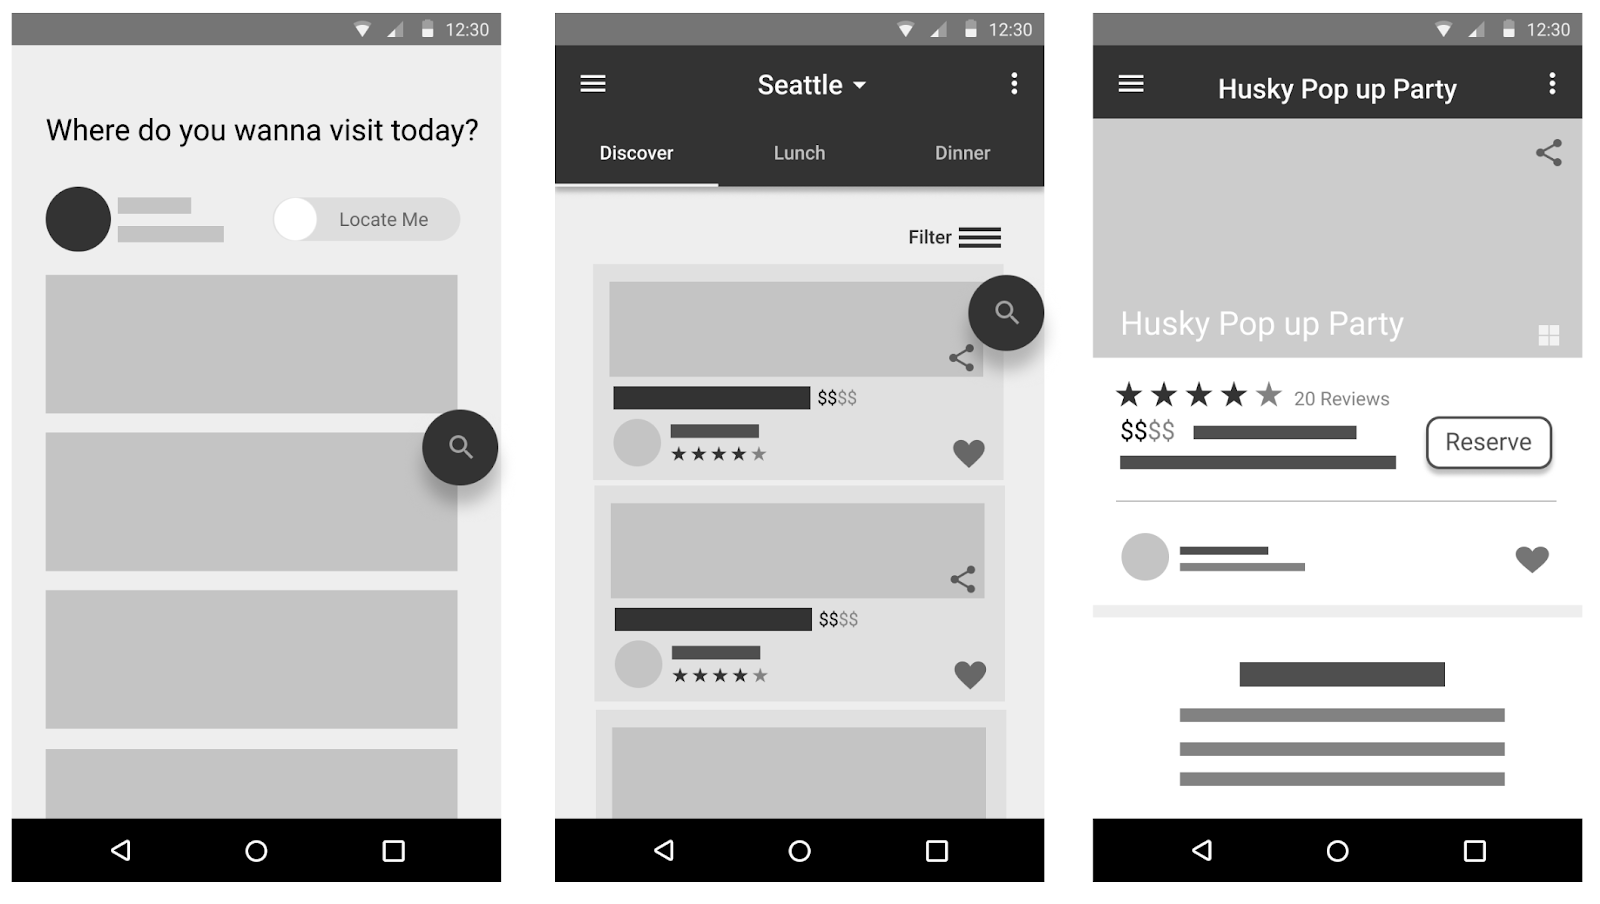 12:30
Where do you wanna visit today?
Locate Me
12:30
Seattle
Discover Lunch Dinner
Filter
$$$$
$$$$
12:30
Husky Pop up Party
Husky Pop up Party
20 Reviews
$$$$
Reserve